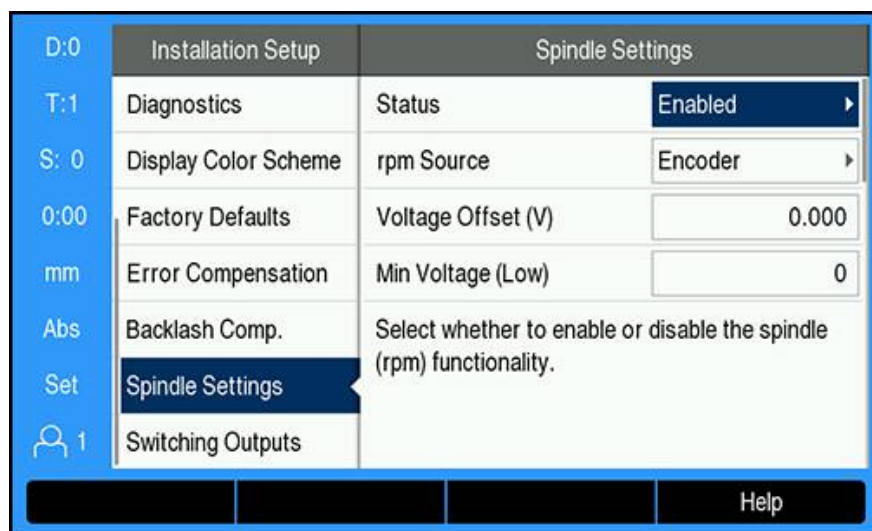 D:0
T:1
S: 0
0:00
mm
Abs
Set
1
Installation Setup
Diagnostics
Display Color Scheme
Factory Defaults
Error Compensation
Backlash Comp.
Spindle Settings
Switching Outputs
Spindle Settings
Status Enabled
rpm Source Encoder
Voltage Offset (V) 0.000
Min Voltage (Low) 0
Select whether to enable or disable the spindle
(rpm) functionality.
Help